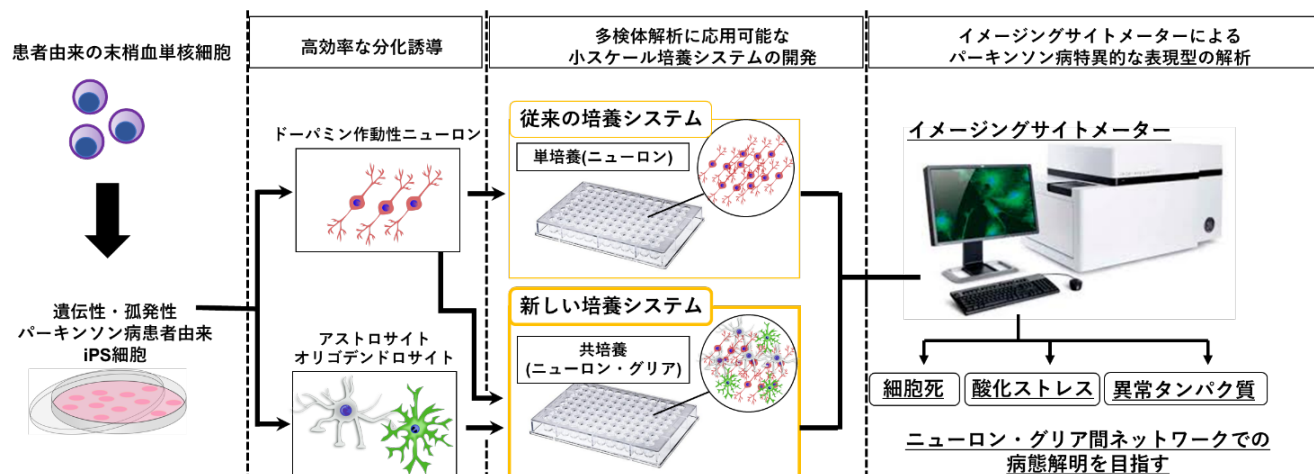 患者由来の末梢血単核細胞
遺伝性・孤発性
パーキンソン病患者由来
iPS細胞
高効率な分化誘導
ドーパミン作動性ニューロン
アストロサイト
オリゴデンドロサイト
多検体解析に応用可能な
小スケール培養システムの開発
従来の培養システム
単培養(ニューロン)
新しい培養システム
共培養
(ニューロン・グリア)
イメージングサイトメーターによる
パーキンソン病特異的な表現型の解析
イメージングサイトメーター
細胞死
酸化ストレス
異常タンパク質
ニューロン・グリア間ネットワークでの
病態解明を目指す